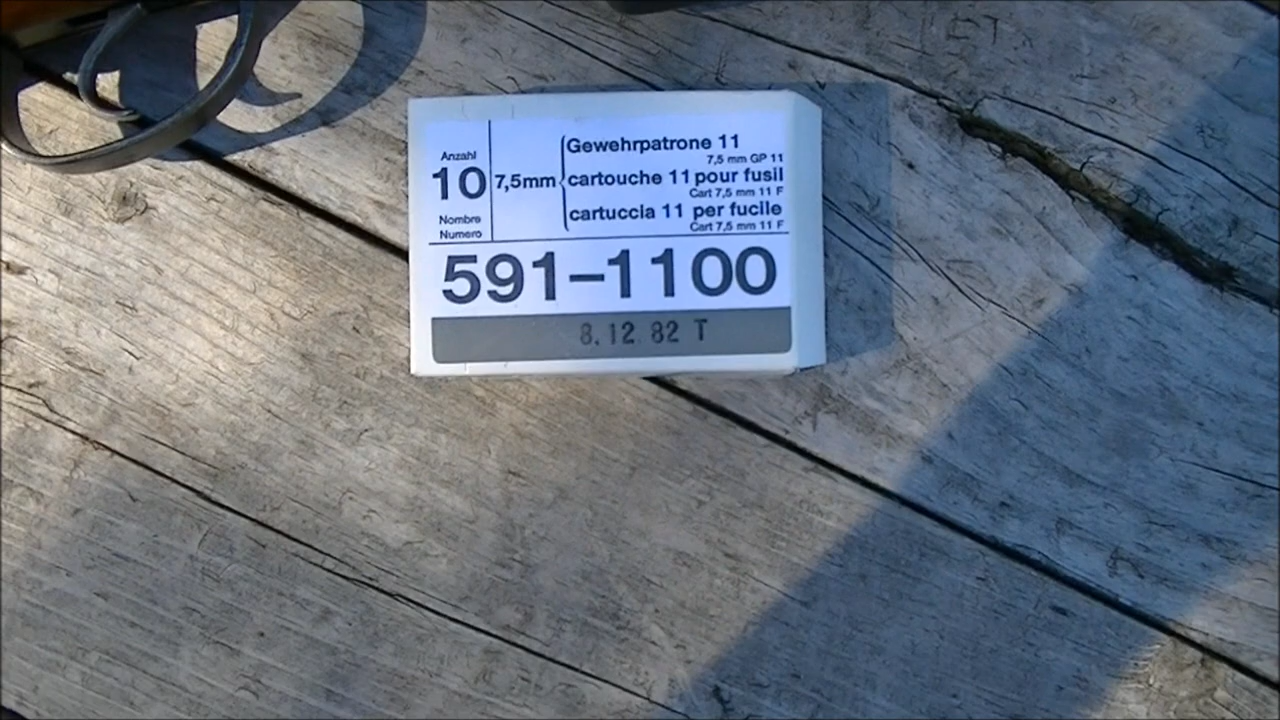 Anzahl
10
Nombre
Numero
7,5mm
Gewehrpatrone 11
7,5 mm GP 11
cartouche 11 pour fusil
Cart 7,5 mm 11 F
cartuccia 11 per fucile
Cart 7,5 mm 11 F
591-1100
8.12 82 T